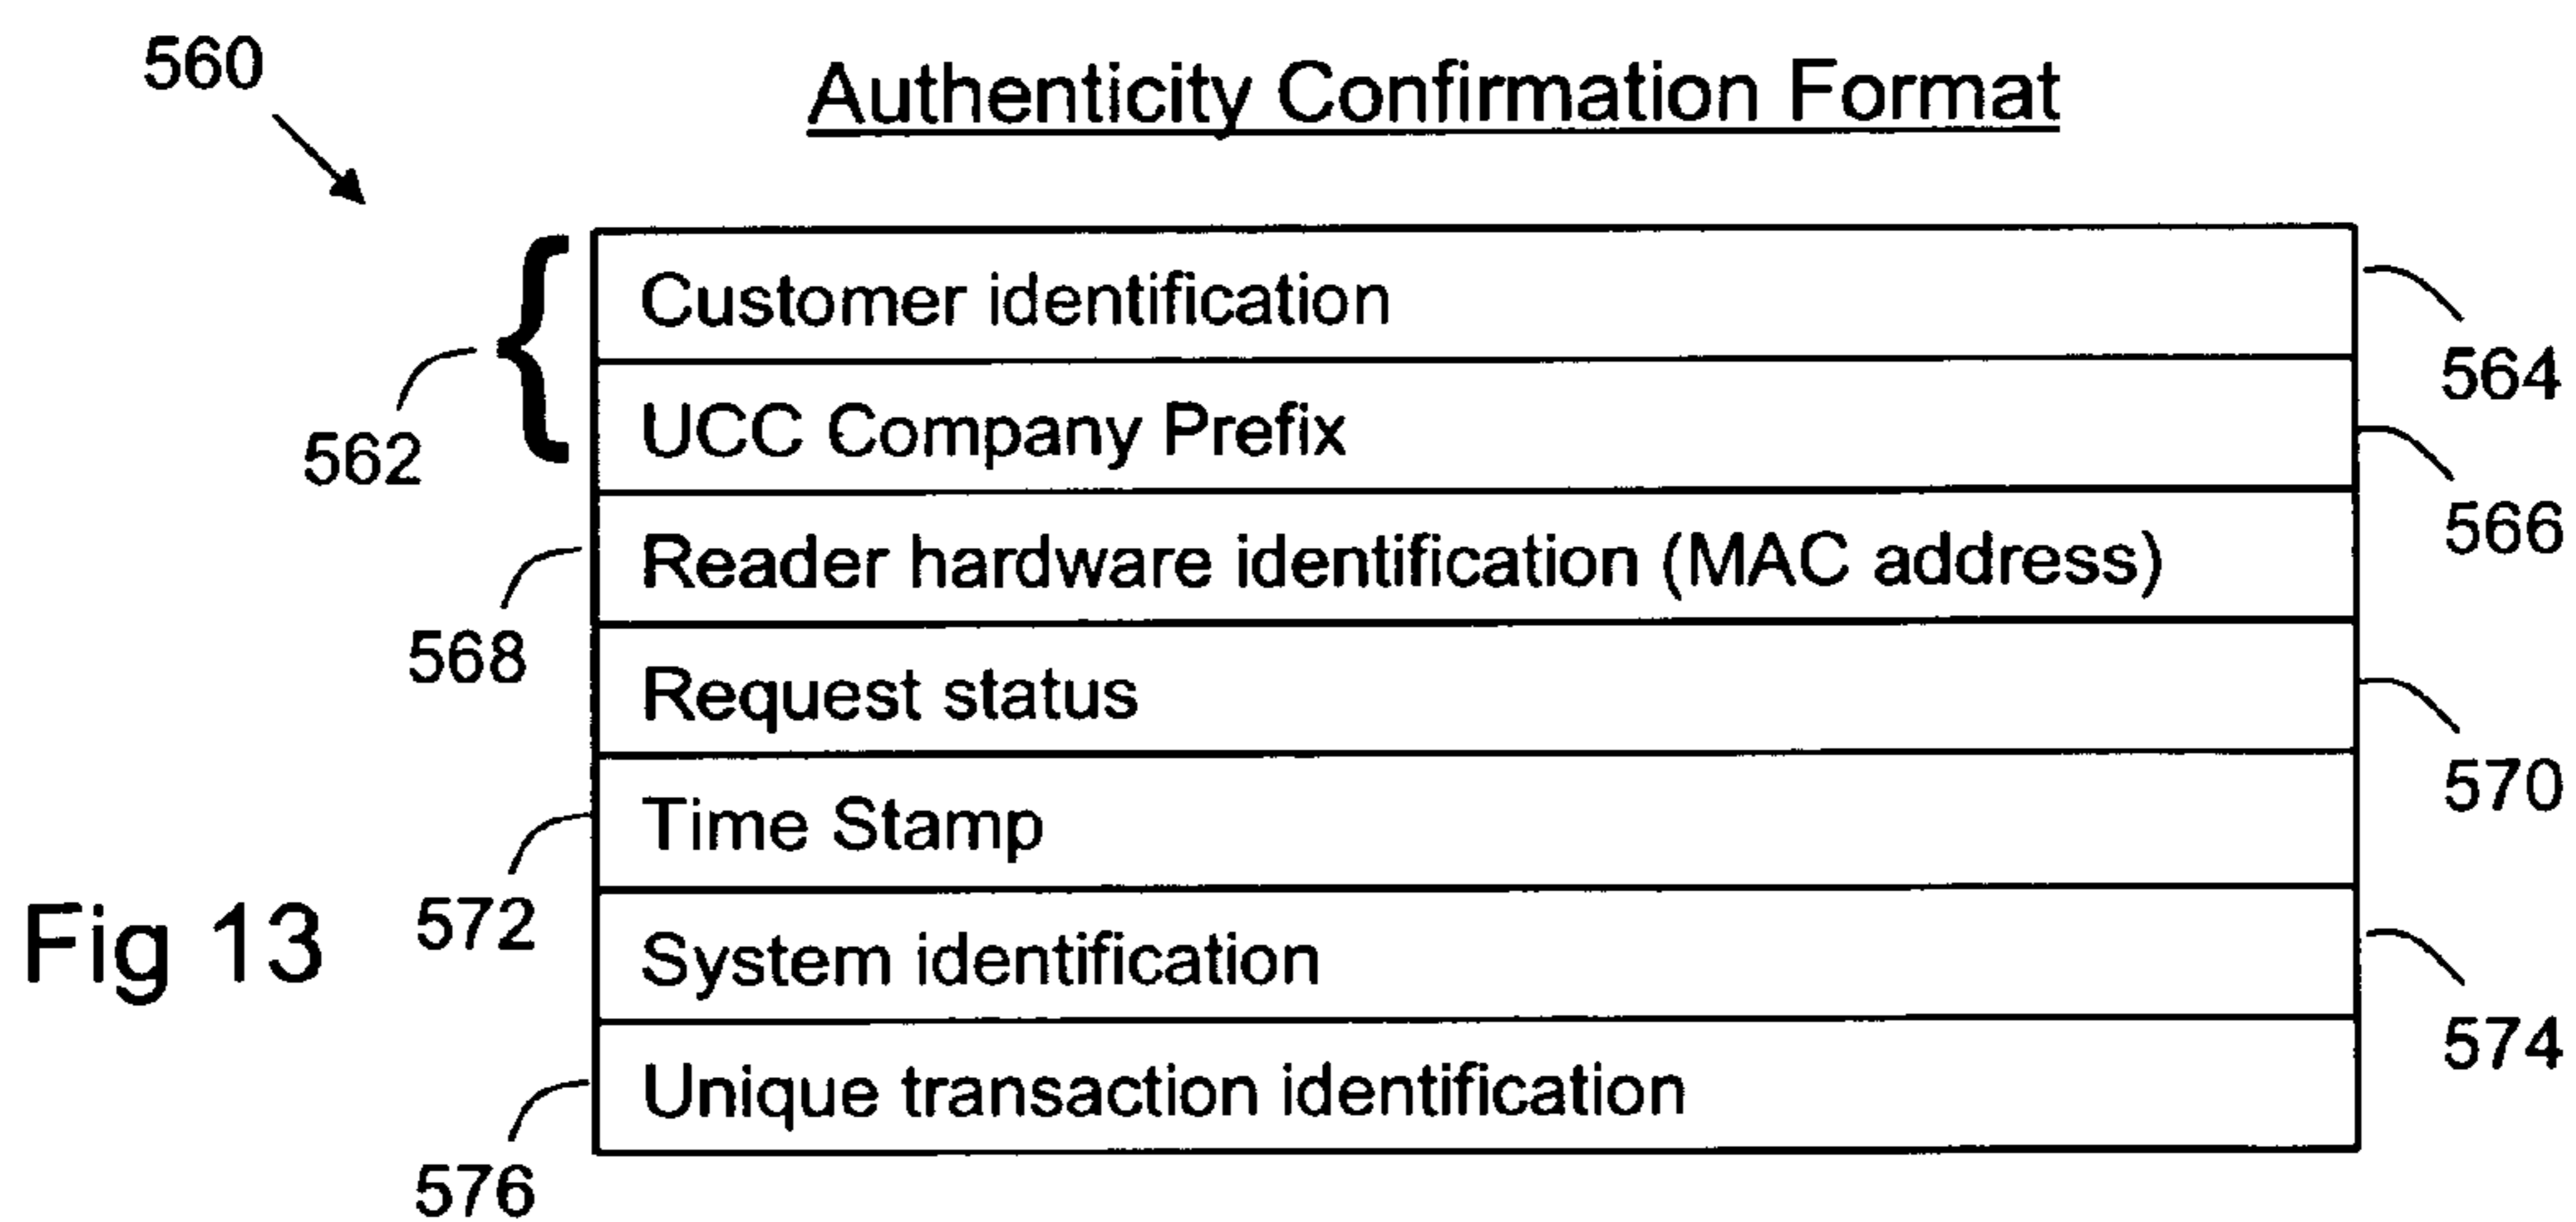 560
Authenticity Confirmation Format
Customer identification
564
562
UCC Company Prefix
566
Reader hardware identification (MAC address)
568
Request status
570
Time Stamp
572
Fig 13
System identification
574
Unique transaction identification
576